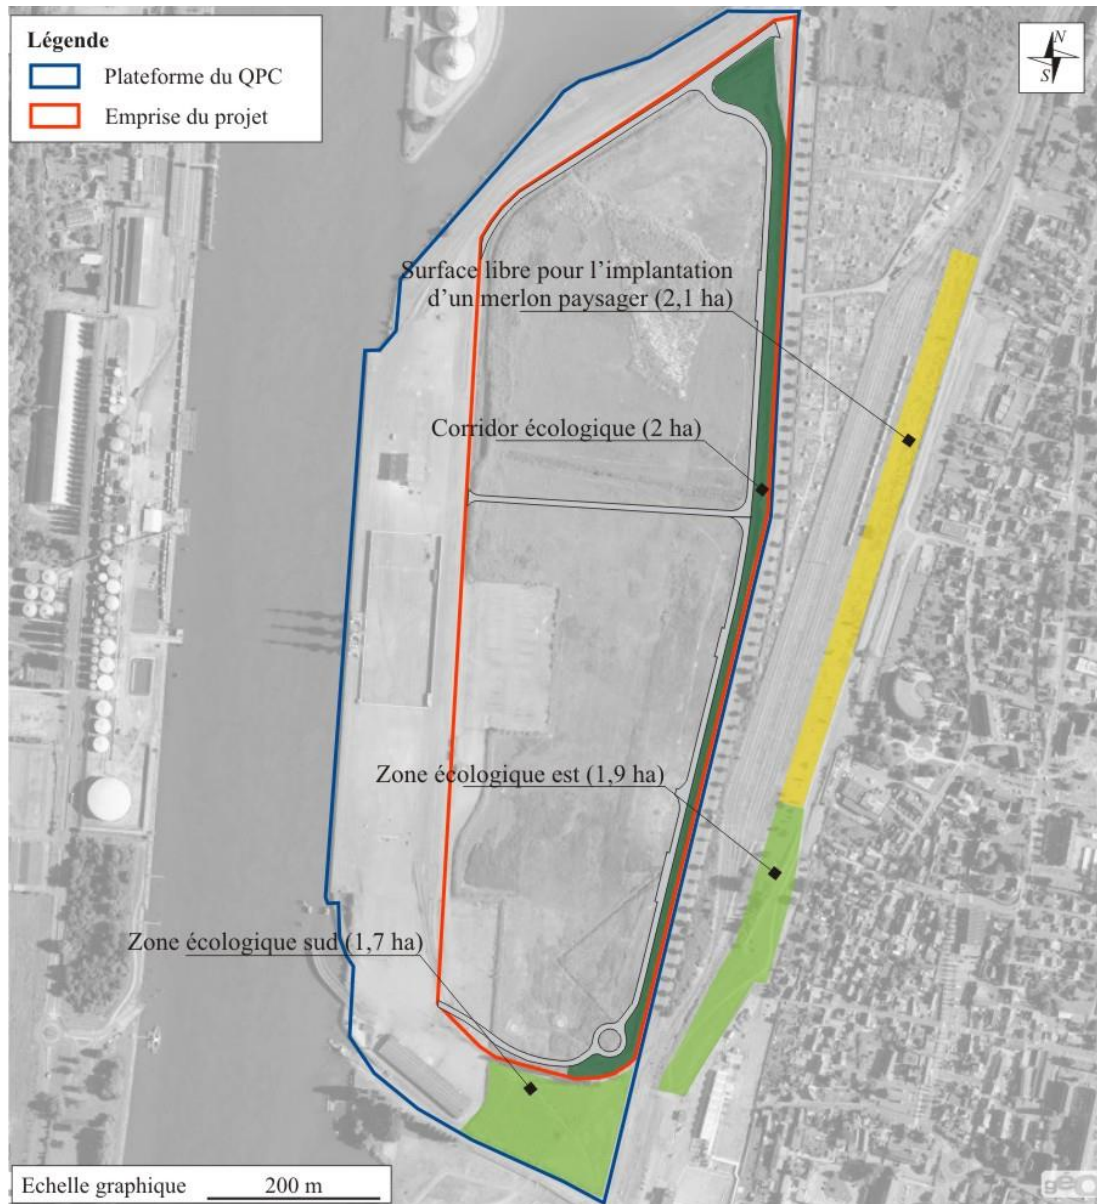 Légende
Plateforme du QPC
Emprise du projet
N
S
Surface libre pour l'implantation
d'un merlon paysager (2,1 ha)
Corridor écologique (2 ha)
Zone écologique est (1,9 ha)
Zone écologique sud (1,7 ha)
Echelle graphique 200 m